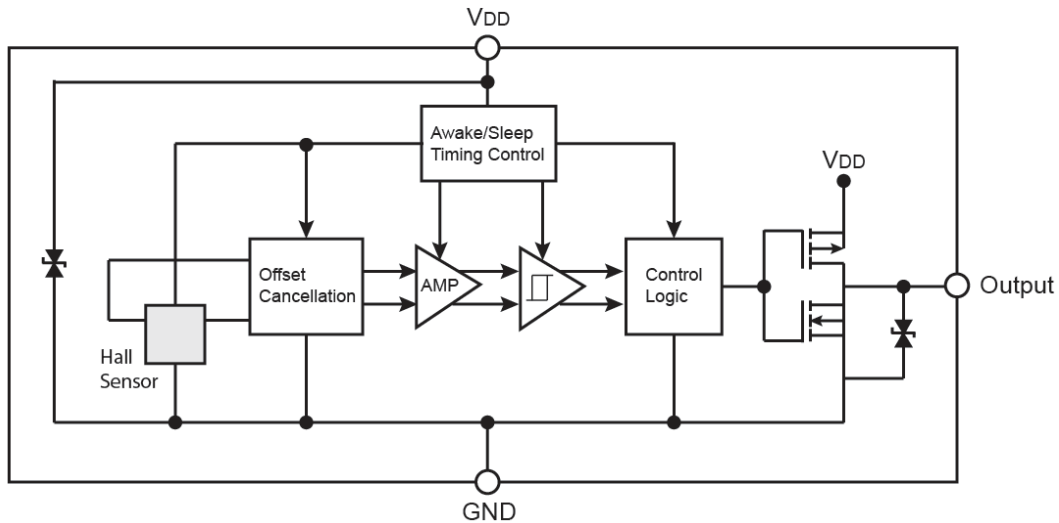 VDD
Awake/Sleep
Timing Control
VDD
Offset
Cancellation
AMP
Control
Logic
Output
Hall
Sensor
GND